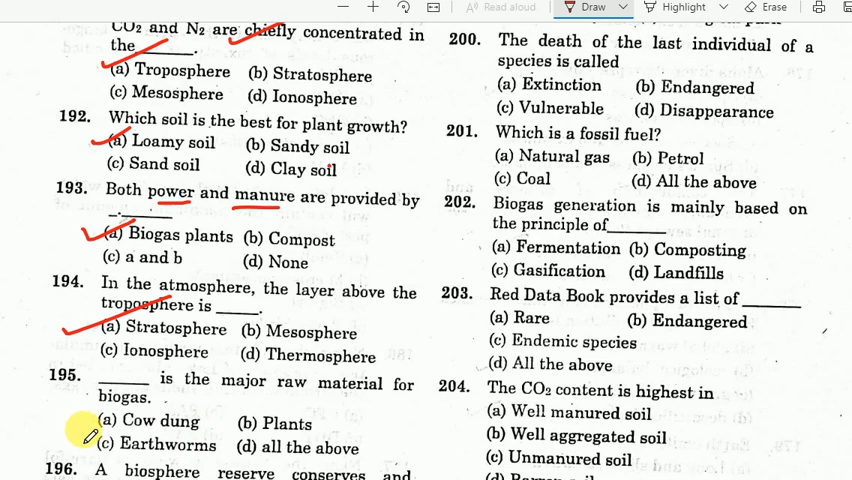 Read aloud
Draw
Highlight
Erase
CO2 and N2 are chiefly concentrated in
the ______.
(a) Troposphere (b) Stratosphere
(c) Mesosphere (d) Ionosphere
192. Which soil is the best for plant growth?
(a) Loamy soil (b) Sandy soil
(c) Sand soil (d) Clay soil
193. Both power and manure are provided by
_.______
(a) Biogas plants (b) Compost
(c) a and b (d) None
194. In the atmosphere, the layer above the
troposphere is _____.
(a) Stratosphere (b) Mesosphere
(c) Ionosphere (d) Thermosphere
195. ______ is the major raw material for
biogas.
(a) Cow dung (b) Plants
(c) Earthworms (d) all the above
196. A biosphere reserve conserves and
200. The death of the last individual of a
species is called
(a) Extinction (b) Endangered
(c) Vulnerable (d) Disappearance
201. Which is a fossil fuel?
(a) Natural gas (b) Petrol
(c) Coal (d) All the above
202. Biogas generation is mainly based on
the principle of_______
(a) Fermentation (b) Composting
(c) Gasification (d) Landfills
203. Red Data Book provides a list of _______
(a) Rare (b) Endangered
(c) Endemic species
(d) All the above
204. The CO2 content is highest in
(a) Well manured soil
(b) Well aggregated soil
(c) Unmanured soil